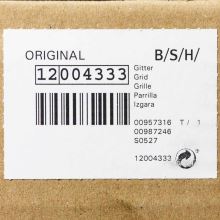 ORIGINAL B/S/H/
12004333
Gitter
Grid
Grille
Parrilla
Izgara
00957316 T/ 1
00987246
S0527
12004333